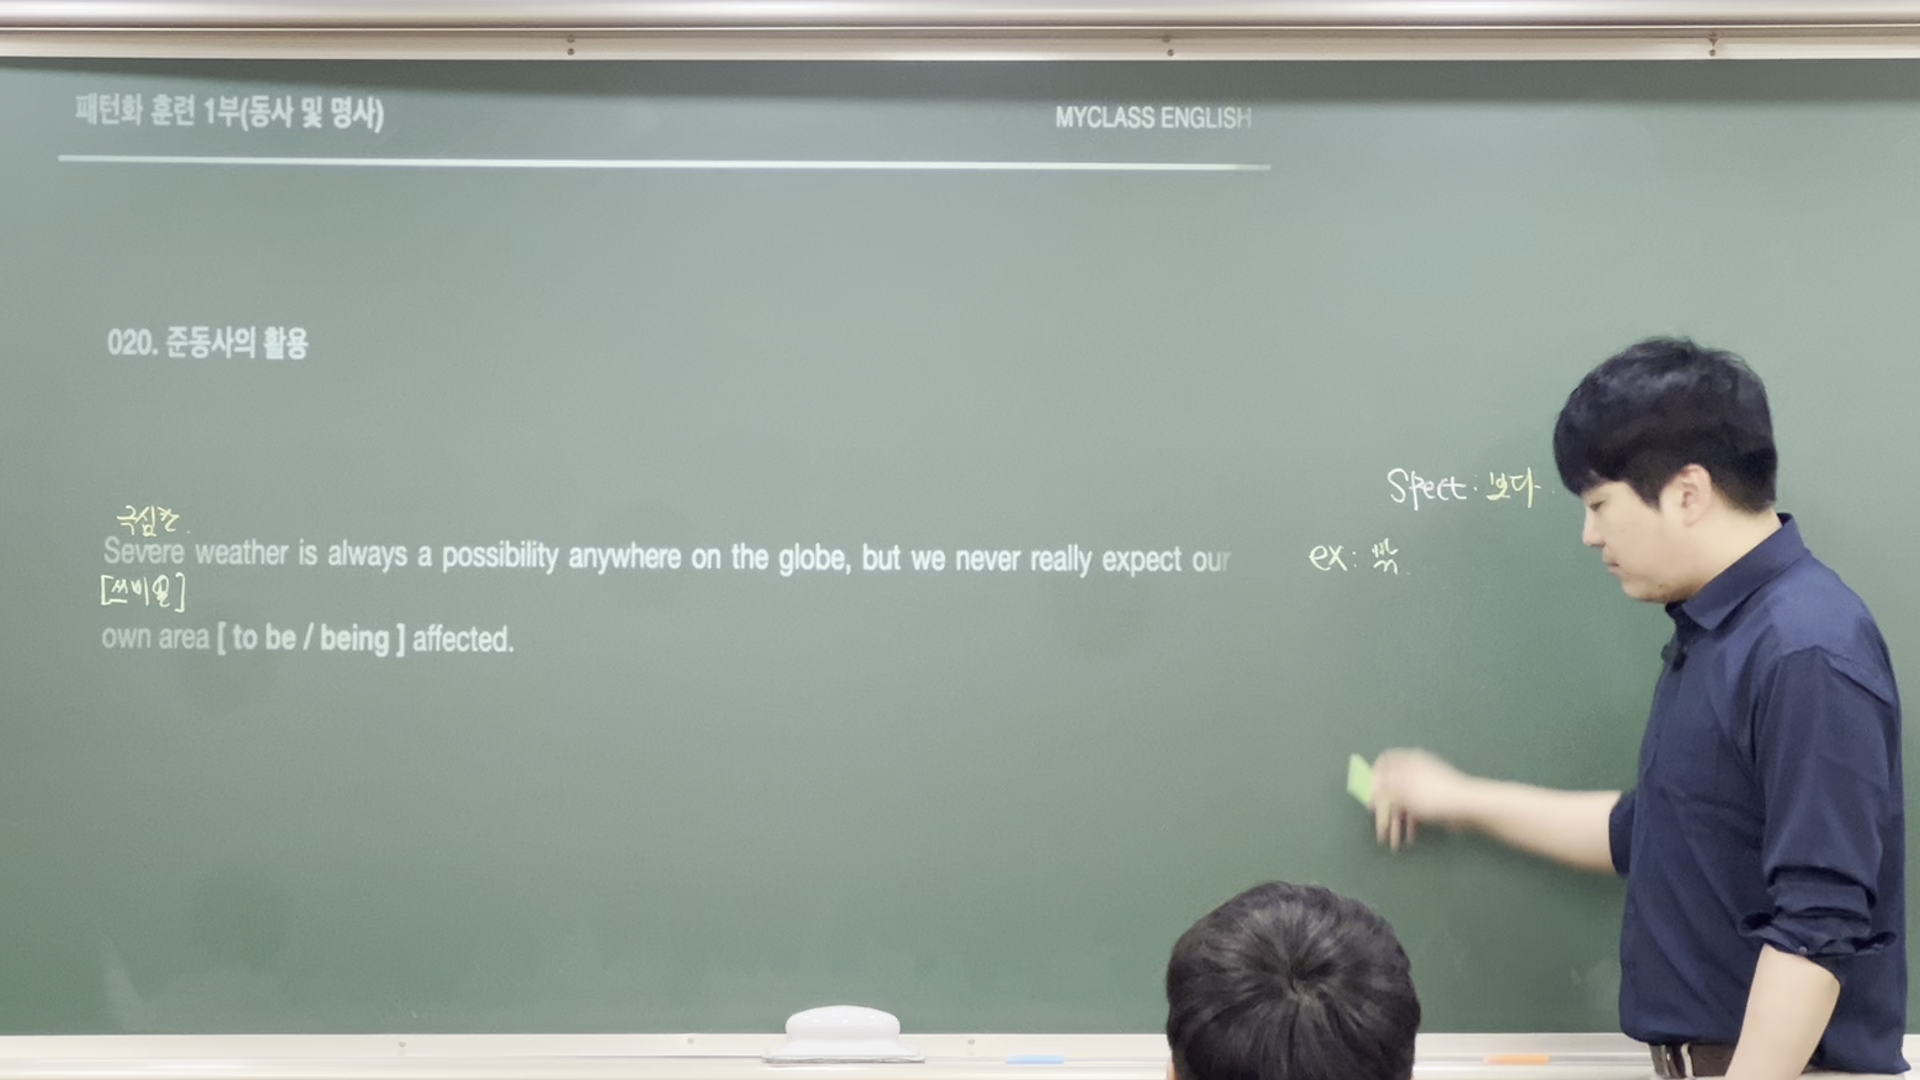 패턴화 훈련 1부(동사 및 명사)
MYCLASS ENGLISH
020. 준동사의 활용
Spect : 보다.
극심한.
Severe weather is always a possibility anywhere on the globe, but we never really expect our
ex : 밖.
[쓰비얼]
own area [ to be / being ] affected.